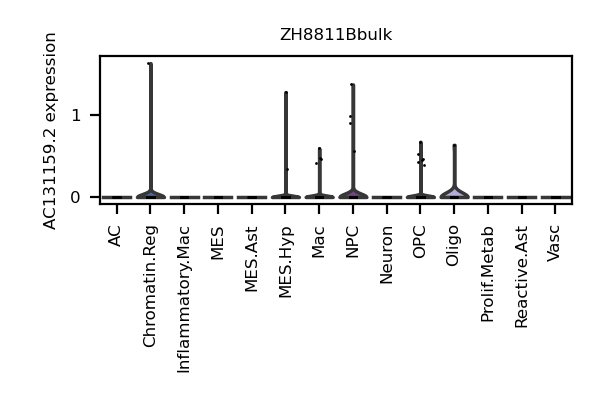 ZH8811Bbulk
AC131159.2 expression
1
0
AC
Chromatin.Reg
Inflammatory.Mac
MES
MES.Ast
MES.Hyp
Mac
NPC
Neuron
OPC
Oligo
Prolif.Metab
Reactive.Ast
Vasc